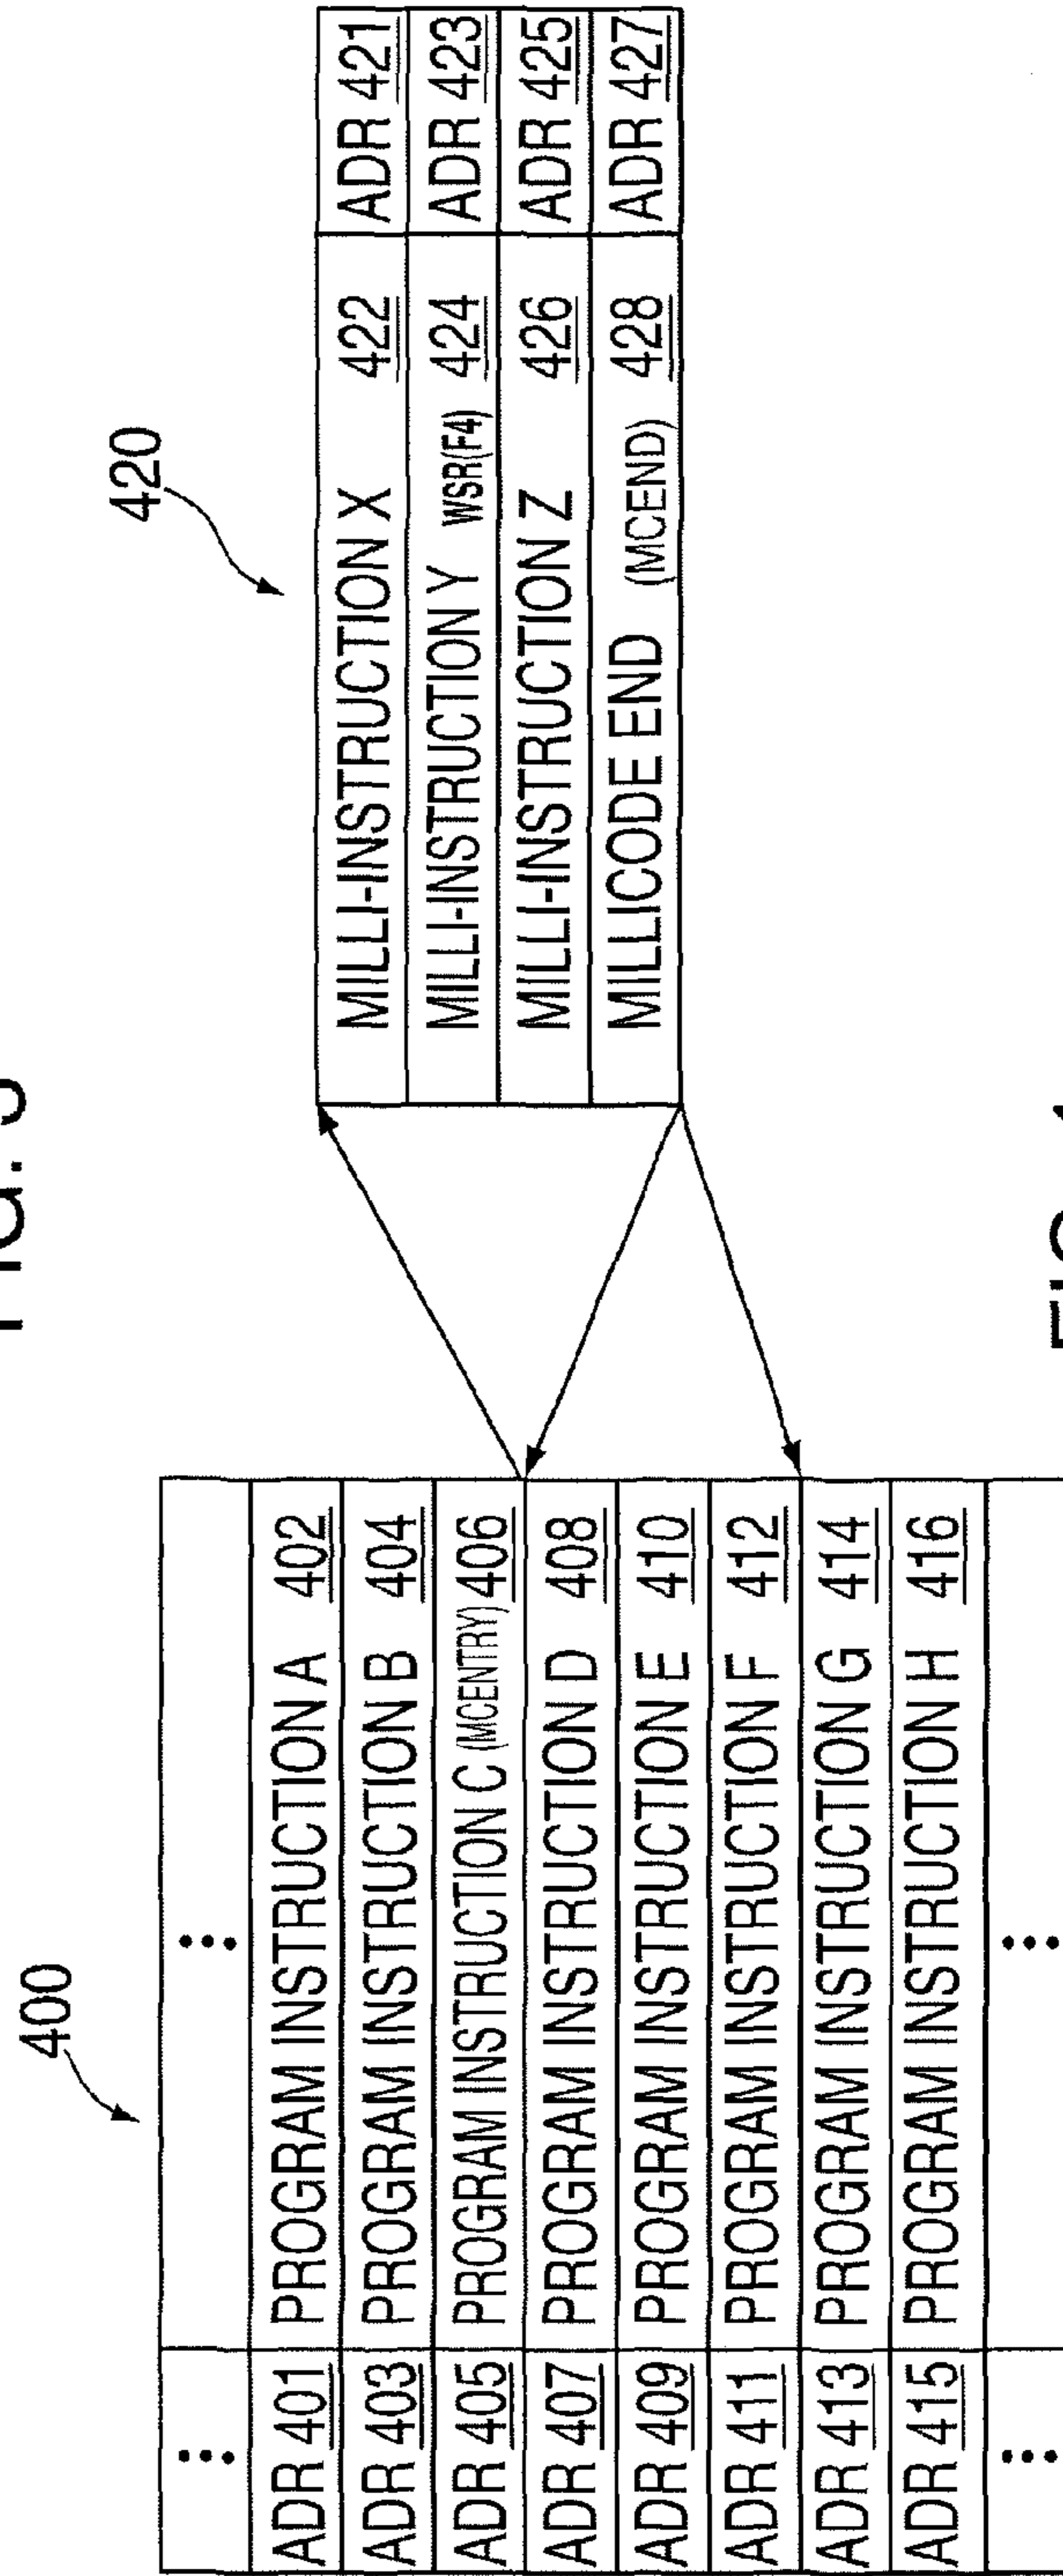 FIG. 3
400
⋮ ⋮
ADR 401 PROGRAM INSTRUCTION A 402
ADR 403 PROGRAM INSTRUCTION B 404
ADR 405 PROGRAM INSTRUCTION C (MCENTRY) 406
ADR 407 PROGRAM INSTRUCTION D 408
ADR 409 PROGRAM INSTRUCTION E 410
ADR 411 PROGRAM INSTRUCTION F 412
ADR 413 PROGRAM INSTRUCTION G 414
ADR 415 PROGRAM INSTRUCTION H 416
⋮ ⋮
420
MILLI-INSTRUCTION X 422 ADR 421
MILLI-INSTRUCTION Y WSR(F4) 424 ADR 423
MILLI-INSTRUCTION Z 426 ADR 425
MILLICODE END (MCEND) 428 ADR 427